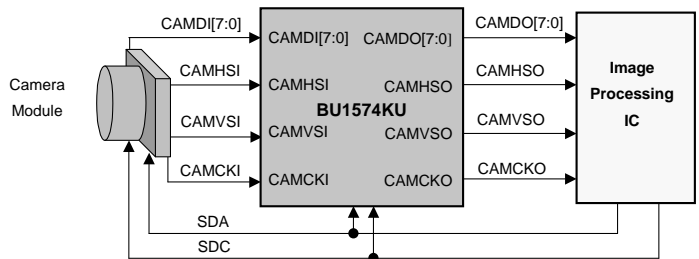 CAMDI[7:0]
CAMHSI
CAMVSI
CAMCKI
Camera
Module
CAMDI[7:0]
CAMHSI
CAMVSI
CAMCKI
BU1574KU
CAMDO[7:0]
CAMHSO
CAMVSO
CAMCKO
CAMDO[7:0]
CAMHSO
CAMVSO
CAMCKO
Image
Processing
IC
SDA
SDC